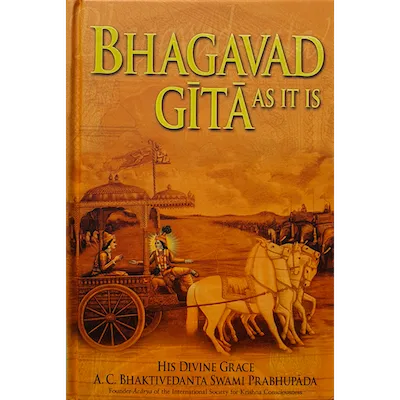 BHAGAVAD
GĪTĀ AS IT IS
HIS DIVINE GRACE
A. C. BHAKTIVEDANTA SWAMI PRABHUPĀDA
Founder-Ācārya of the International Society for Krishna Consciousness